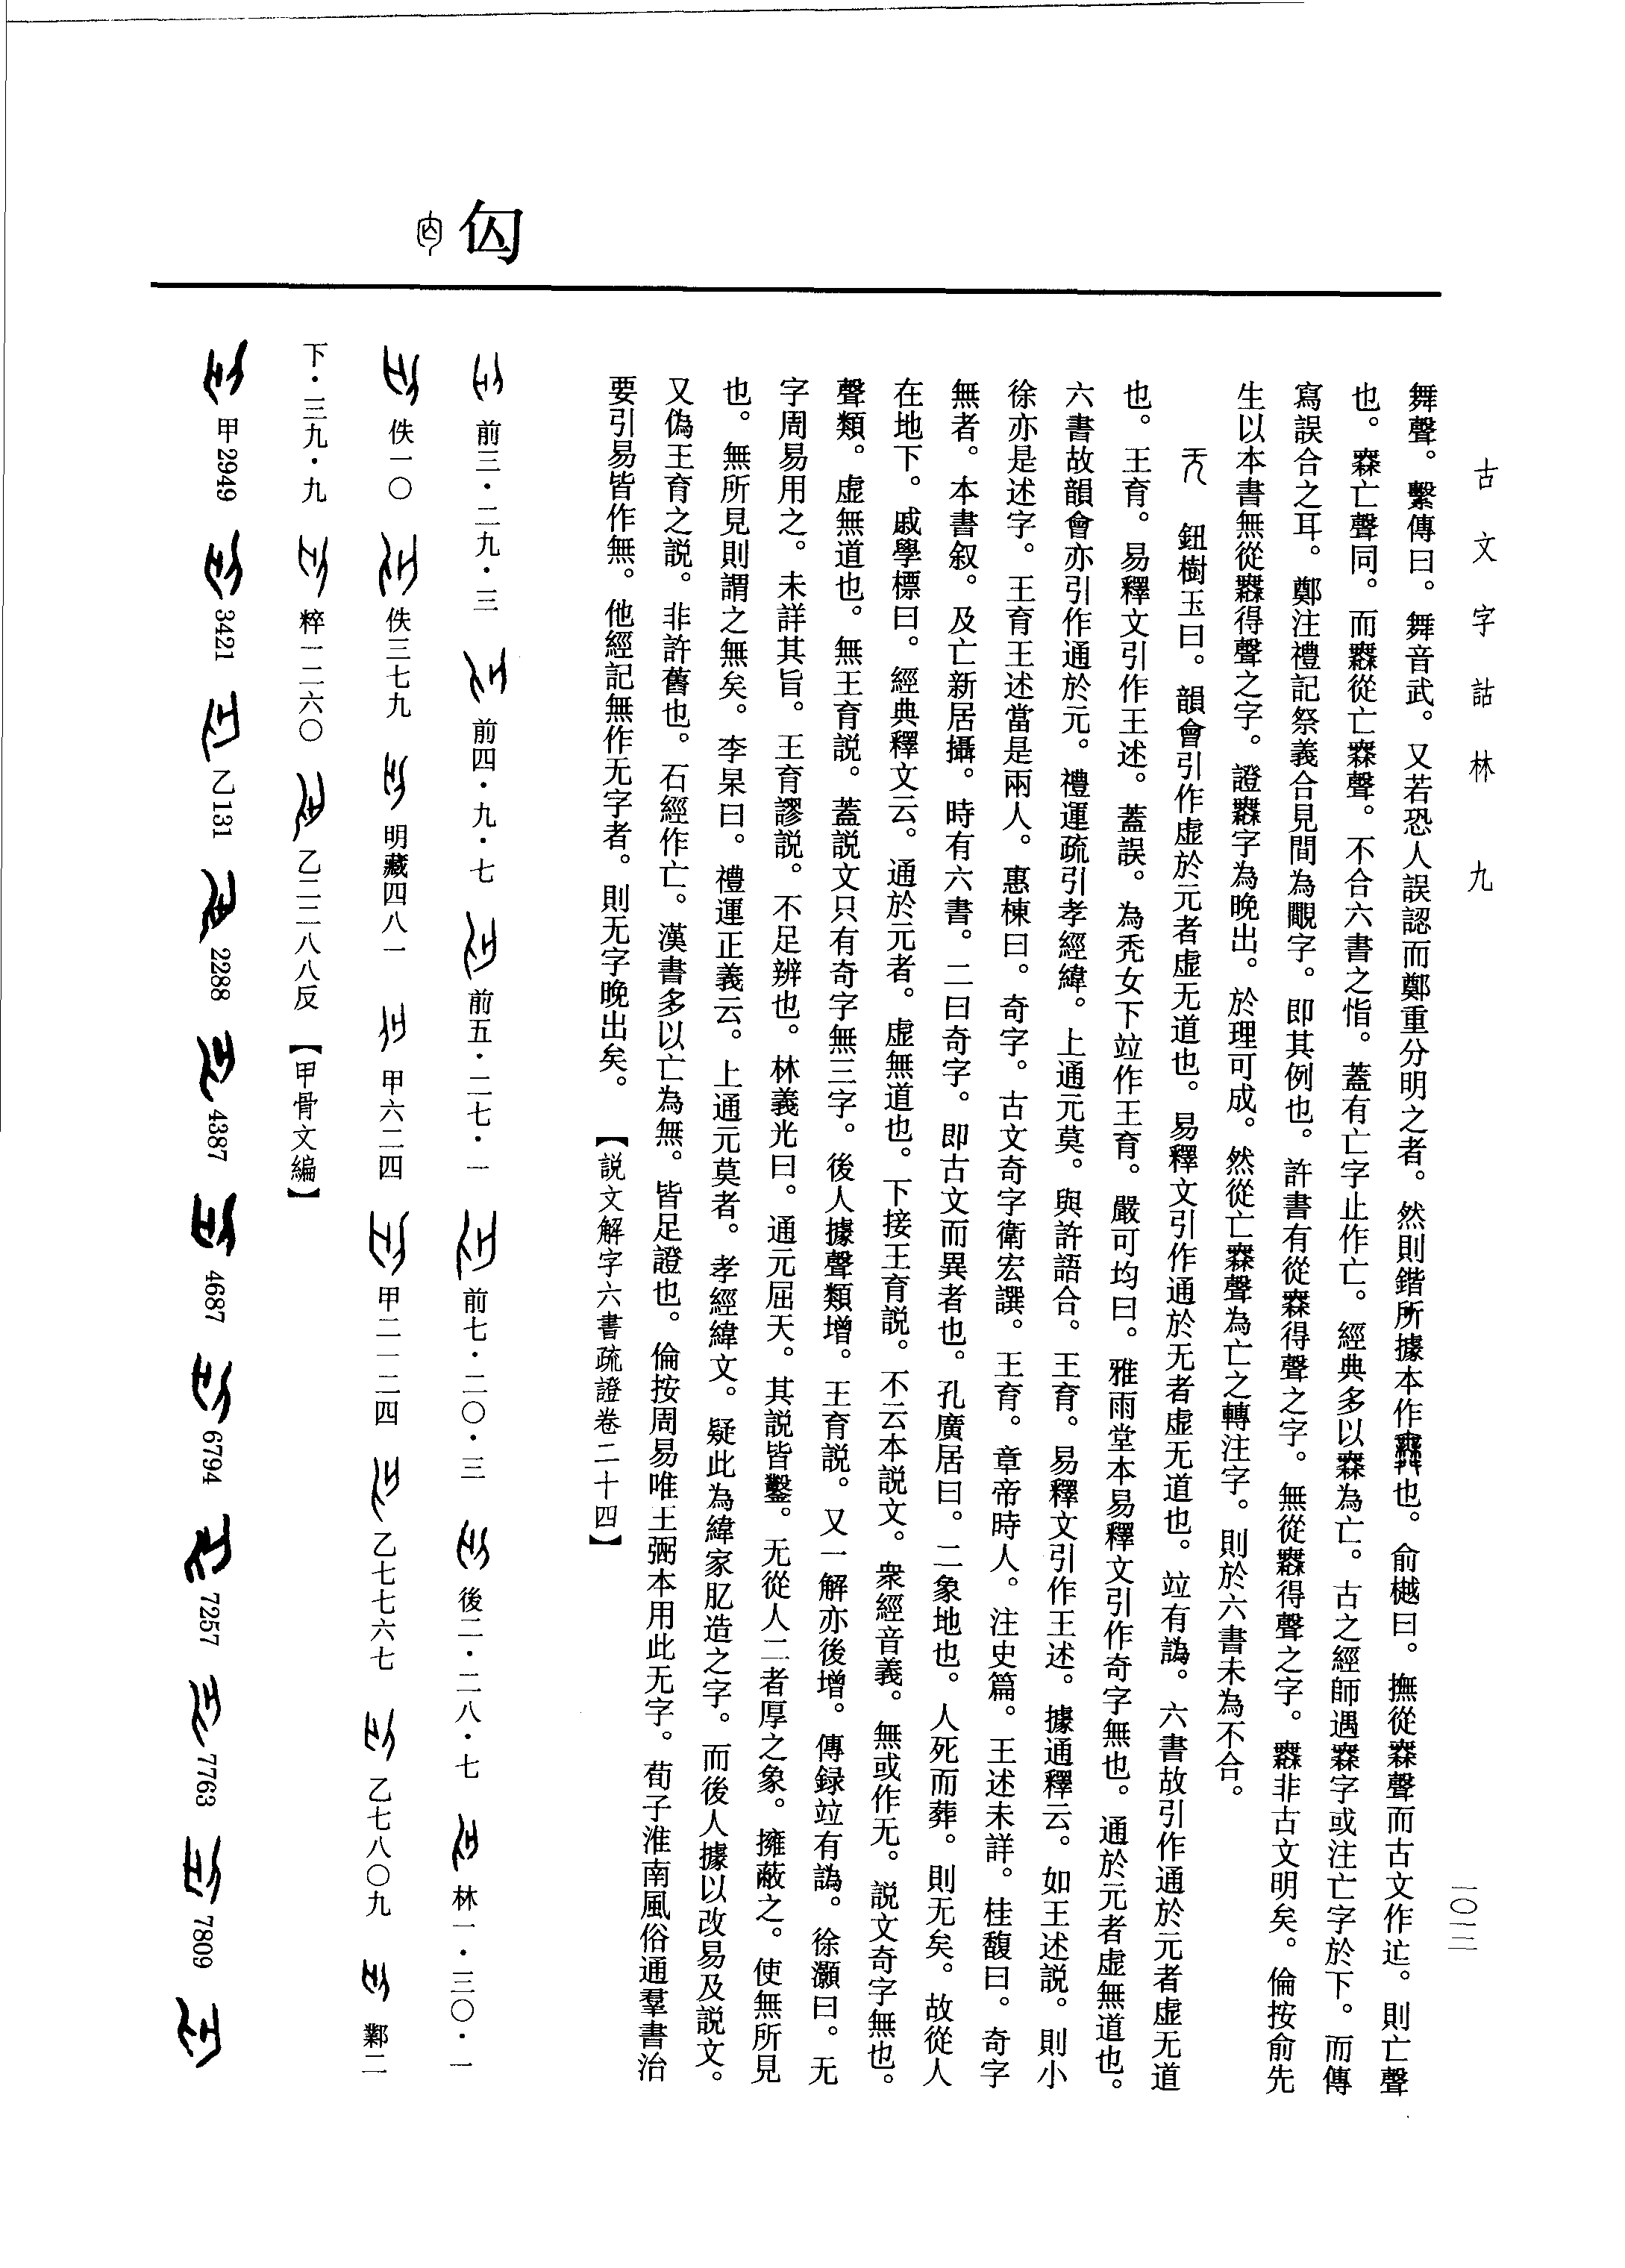 古文字詁林 九
一〇一二
舞聲。繫傳曰。舞音武。又若恐人誤認而鄭重分明之者。然則鍇所據本作𣟒也。俞樾曰。撫從𣞤聲而古文作㤀。則亡聲
也。𣞤亡聲同。而𣞣從亡𣞤聲。不合六書之恉。蓋有亡字止作亡。經典多以𣞤為亡。古之經師遇𣞤字或注亡字於下。而傳
寫誤合之耳。鄭注禮記祭義合見間為覸字。即其例也。許書有從𣞤得聲之字。無從𣞣得聲之字。𣞣非古文明矣。倫按俞先
生以本書無從𣞣得聲之字。證𣞣字為晚出。於理可成。然從亡𣞤聲為亡之轉注字。則於六書未為不合。
鈕樹玉曰。韻會引作虛於元者虛无道也。易釋文引作通於无者虛无道也。竝有譌。六書故引作通於元者虛无道
也。王育。易釋文引作王述。蓋誤。為禿女下竝作王育。嚴可均曰。雅雨堂本易釋文引作奇字無也。通於元者虛無道也。
六書故韻會亦引作通於元。禮運疏引孝經緯。上通元莫。與許語合。王育。易釋文引作王述。據通釋云。如王述說。則小
徐亦是述字。王育王述當是兩人。惠棟曰。奇字。古文奇字衛宏譔。王育。章帝時人。注史篇。王述未詳。桂馥曰。奇字
無者。本書叙。及亡新居攝。時有六書。二曰奇字。即古文而異者也。孔廣居曰。二象地也。人死而葬。則无矣。故從人
在地下。戚學標曰。經典釋文云。通於元者。虛無道也。下接王育説。不云本説文。衆經音義。無或作无。説文奇字無也。
聲類。虛無道也。無王育説。蓋説文只有奇字無三字。後人據聲類增。王育説。又一解亦後增。傳録竝有譌。徐灝曰。无
字周易用之。未詳其旨。王育謬説。不足辨也。林義光曰。通元屈天。其説皆鑿。无從人二者厚之象。擁蔽之。使無所見
也。無所見則謂之無矣。李杲曰。禮運正義云。上通元莫者。孝經緯文。疑此為緯家肊造之字。而後人據以改易及説文。
又偽王育之説。非許舊也。石經作亡。漢書多以亡為無。皆足證也。倫按周易唯王弼本用此无字。荀子淮南風俗通羣書治
要引易皆作無。他經記無作无字者。則无字晚出矣。 【説文解字六書疏證卷二十四】
匃
前三·二九·三 前四·九·七 前五·二七·一 前七·二〇·三 後二·二八·七 林一·三〇·一
佚一〇 佚三七九 明藏四八一 甲六二四 甲二一二四 乙七七六七 乙七八〇九 鄴二
下·三九·九 粹一二六〇 乙二二八八反 【甲骨文編】
甲2949 3421 乙131 2288 4387 4687 6794 7257 7763 7809